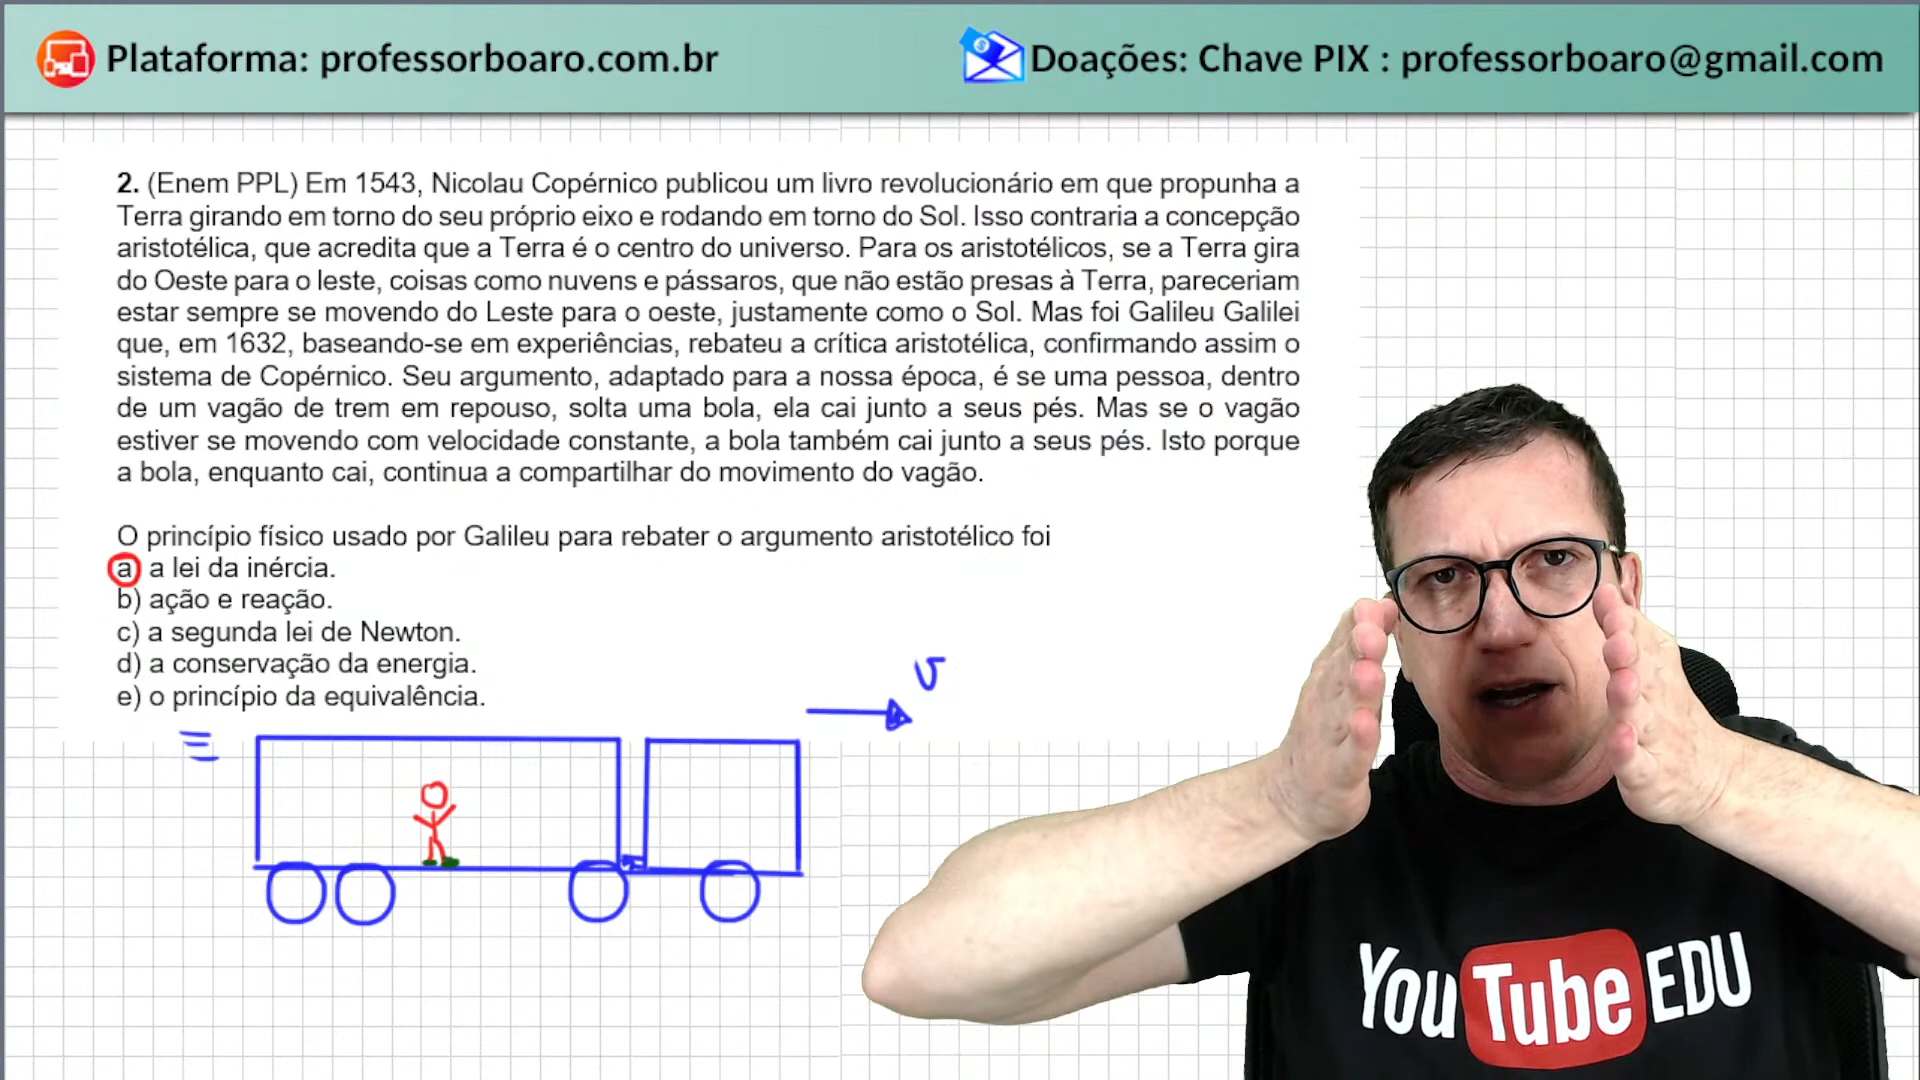 Plataforma: professorboaro.com.br
Doações: Chave PIX : professorboaro@gmail.com
2. (Enem PPL) Em 1543, Nicolau Copérnico publicou um livro revolucionário em que propunha a
Terra girando em torno do seu próprio eixo e rodando em torno do Sol. Isso contraria a concepção
aristotélica, que acredita que a Terra é o centro do universo. Para os aristotélicos, se a Terra gira
do Oeste para o leste, coisas como nuvens e pássaros, que não estão presas à Terra, pareceriam
estar sempre se movendo do Leste para o oeste, justamente como o Sol. Mas foi Galileu Galilei
que, em 1632, baseando-se em experiências, rebateu a crítica aristotélica, confirmando assim o
sistema de Copérnico. Seu argumento, adaptado para a nossa época, é se uma pessoa, dentro
de um vagão de trem em repouso, solta uma bola, ela cai junto a seus pés. Mas se o vagão
estiver se movendo com velocidade constante, a bola também cai junto a seus pés. Isto porque
a bola, enquanto cai, continua a compartilhar do movimento do vagão.
O princípio físico usado por Galileu para rebater o argumento aristotélico foi
a) a lei da inércia.
b) ação e reação.
c) a segunda lei de Newton.
d) a conservação da energia.
e) o princípio da equivalência.
v
YouTube EDU